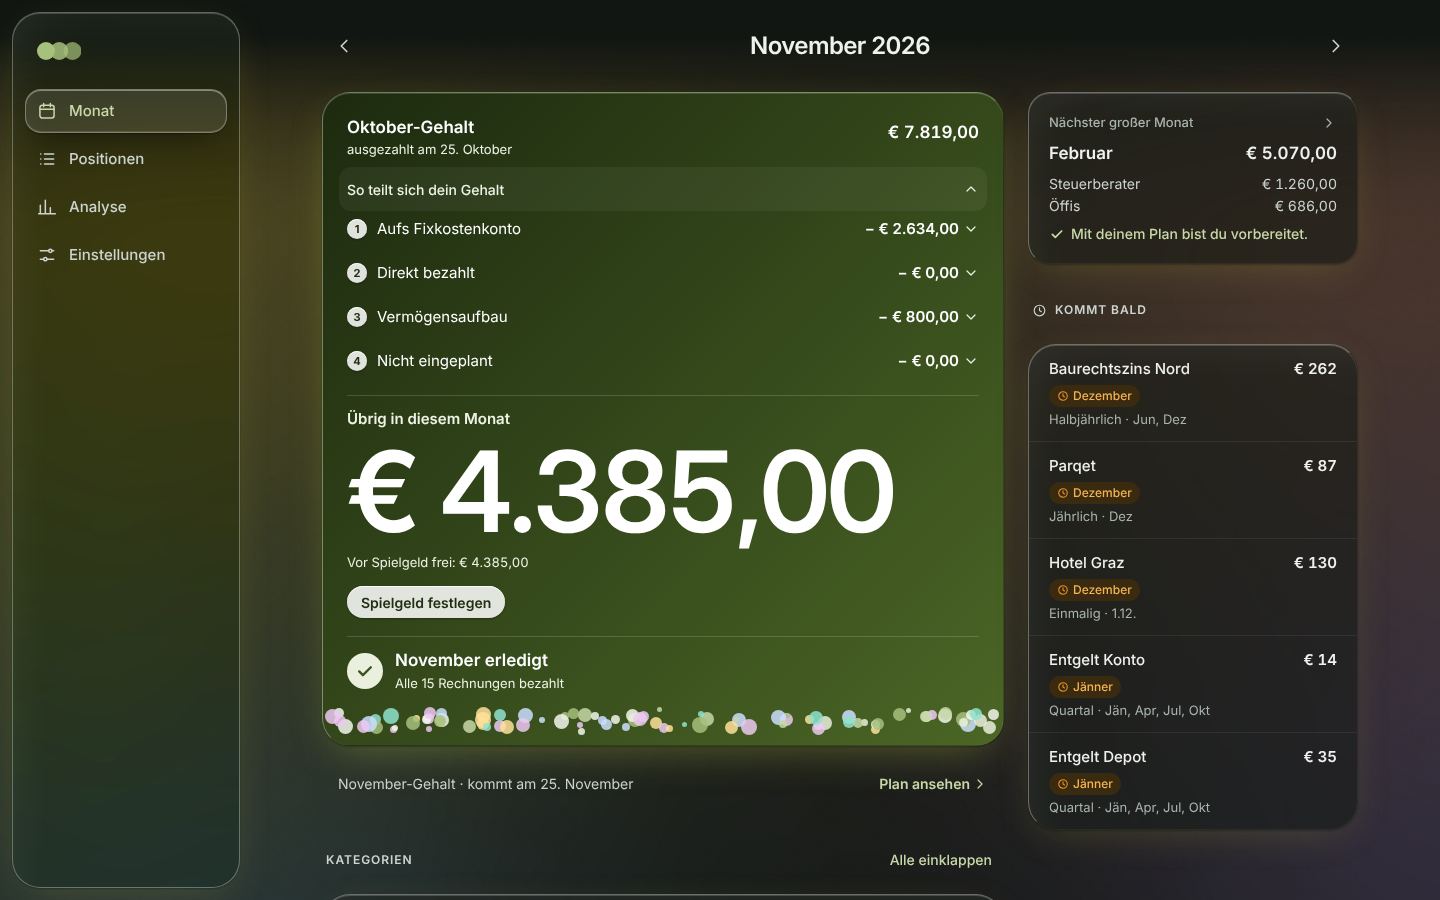 November 2026
Monat
Positionen
Analyse
Einstellungen
Oktober-Gehalt
€ 7.819,00
ausgezahlt am 25. Oktober
So teilt sich dein Gehalt
1 Aufs Fixkostenkonto – € 2.634,00
2 Direkt bezahlt – € 0,00
3 Vermögensaufbau – € 800,00
4 Nicht eingeplant – € 0,00
Übrig in diesem Monat
€ 4.385,00
Vor Spielgeld frei: € 4.385,00
Spielgeld festlegen
November erledigt
Alle 15 Rechnungen bezahlt
November-Gehalt · kommt am 25. November
Plan ansehen
KATEGORIEN
Alle einklappen
Nächster großer Monat
Februar € 5.070,00
Steuerberater € 1.260,00
Öffis € 686,00
Mit deinem Plan bist du vorbereitet.
KOMMT BALD
Baurechtszins Nord € 262
Dezember
Halbjährlich · Jun, Dez
Parqet € 87
Dezember
Jährlich · Dez
Hotel Graz € 130
Dezember
Einmalig · 1.12.
Entgelt Konto € 14
Jänner
Quartal · Jän, Apr, Jul, Okt
Entgelt Depot € 35
Jänner
Quartal · Jän, Apr, Jul, Okt